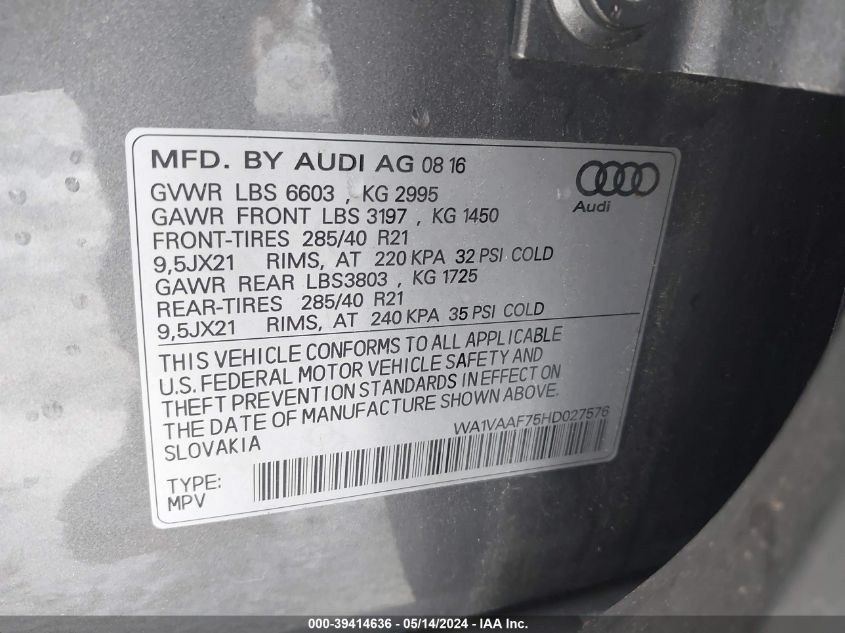 MFD. BY AUDI AG 08 16
GVWR LBS 6603 , KG 2995
GAWR FRONT LBS 3197 , KG 1450
FRONT-TIRES 285/40 R21
9,5JX21 RIMS, AT 220 KPA 32 PSI COLD
GAWR REAR LBS3803 , KG 1725
REAR-TIRES 285/40 R21
9,5JX21 RIMS, AT 240 KPA 35 PSI COLD
Audi
THIS VEHICLE CONFORMS TO ALL APPLICABLE
U.S. FEDERAL MOTOR VEHICLE SAFETY AND
THEFT PREVENTION STANDARDS IN EFFECT ON
THE DATE OF MANUFACTURE SHOWN ABOVE.
SLOVAKIA
WA1VAAF75HD027576
TYPE:
MPV
000-39414636 - 05/14/2024 - IAA Inc.